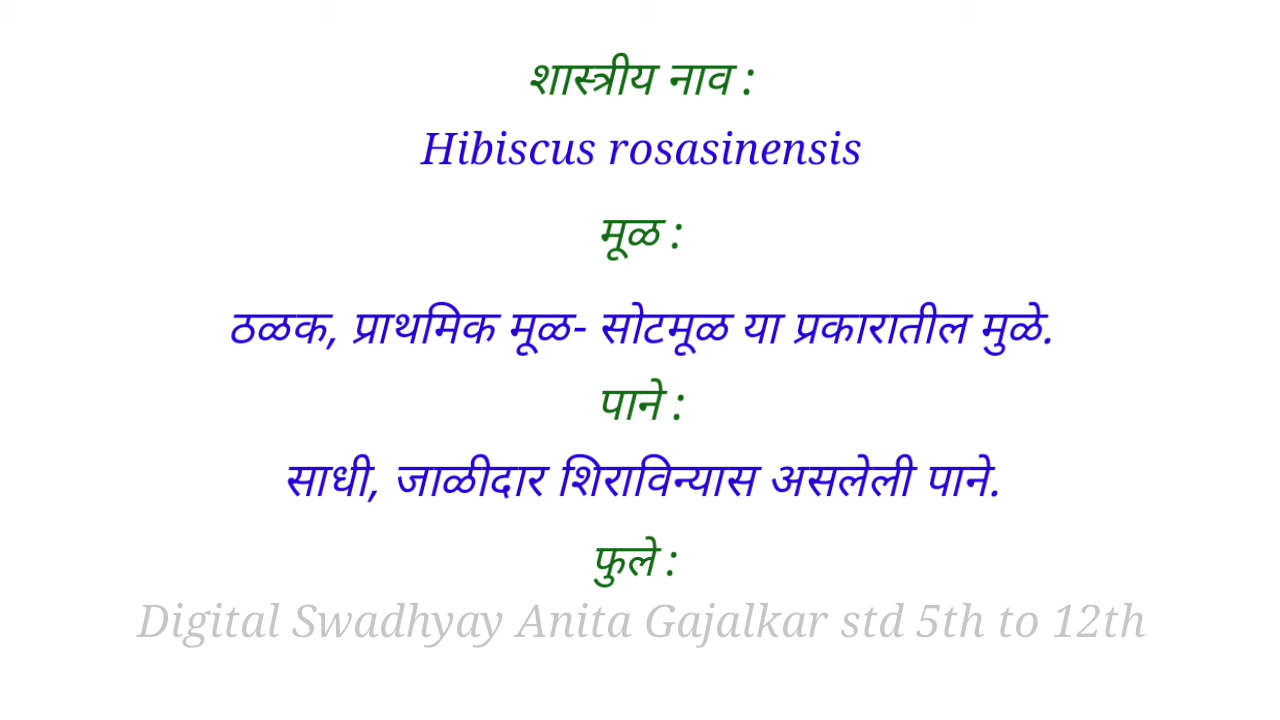 शास्त्रीय नाव :
Hibiscus rosasinensis
मूळ :
ठळक, प्राथमिक मूळ- सोटमूळ या प्रकारातील मुळे.
पाने :
साधी, जाळीदार शिराविन्यास असलेली पाने.
फुले :
Digital Swadhyay Anita Gajalkar std 5th to 12th